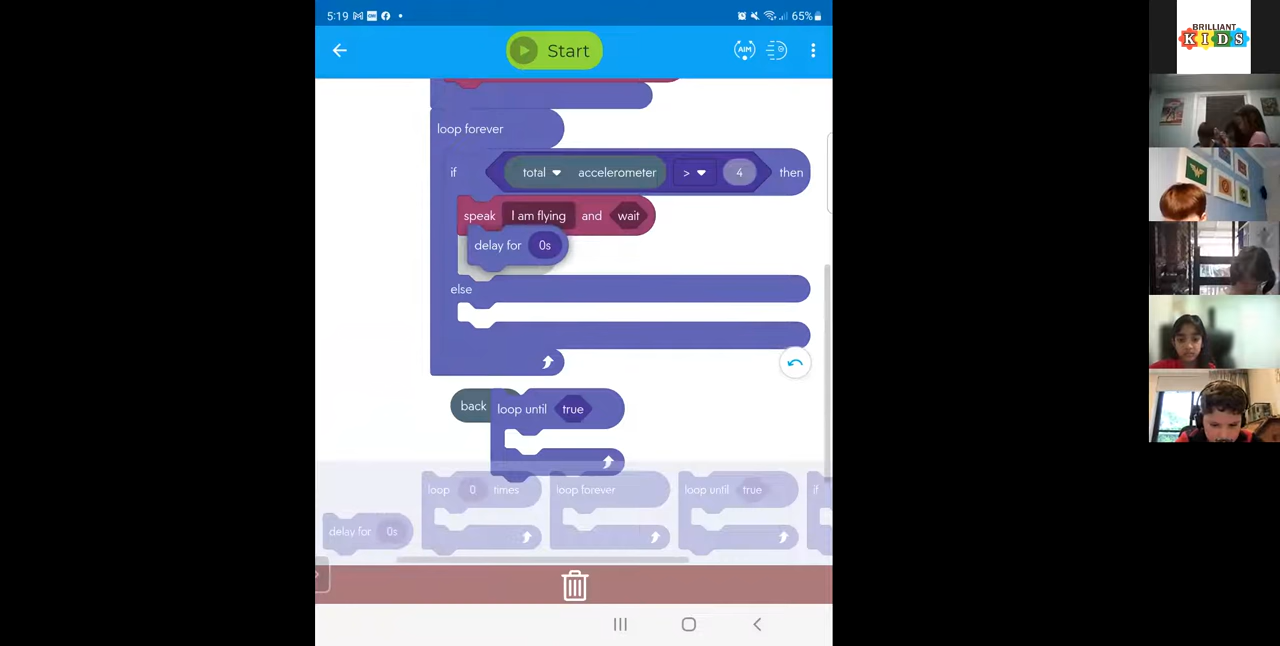 5:19
65%
Start
AIM
loop forever
if total accelerometer > 4 then
speak I am flying and wait
delay for 0s
else
back
loop until true
loop 0 times
loop forever
loop until true
if
delay for 0s
BRILLIANT
KIDS